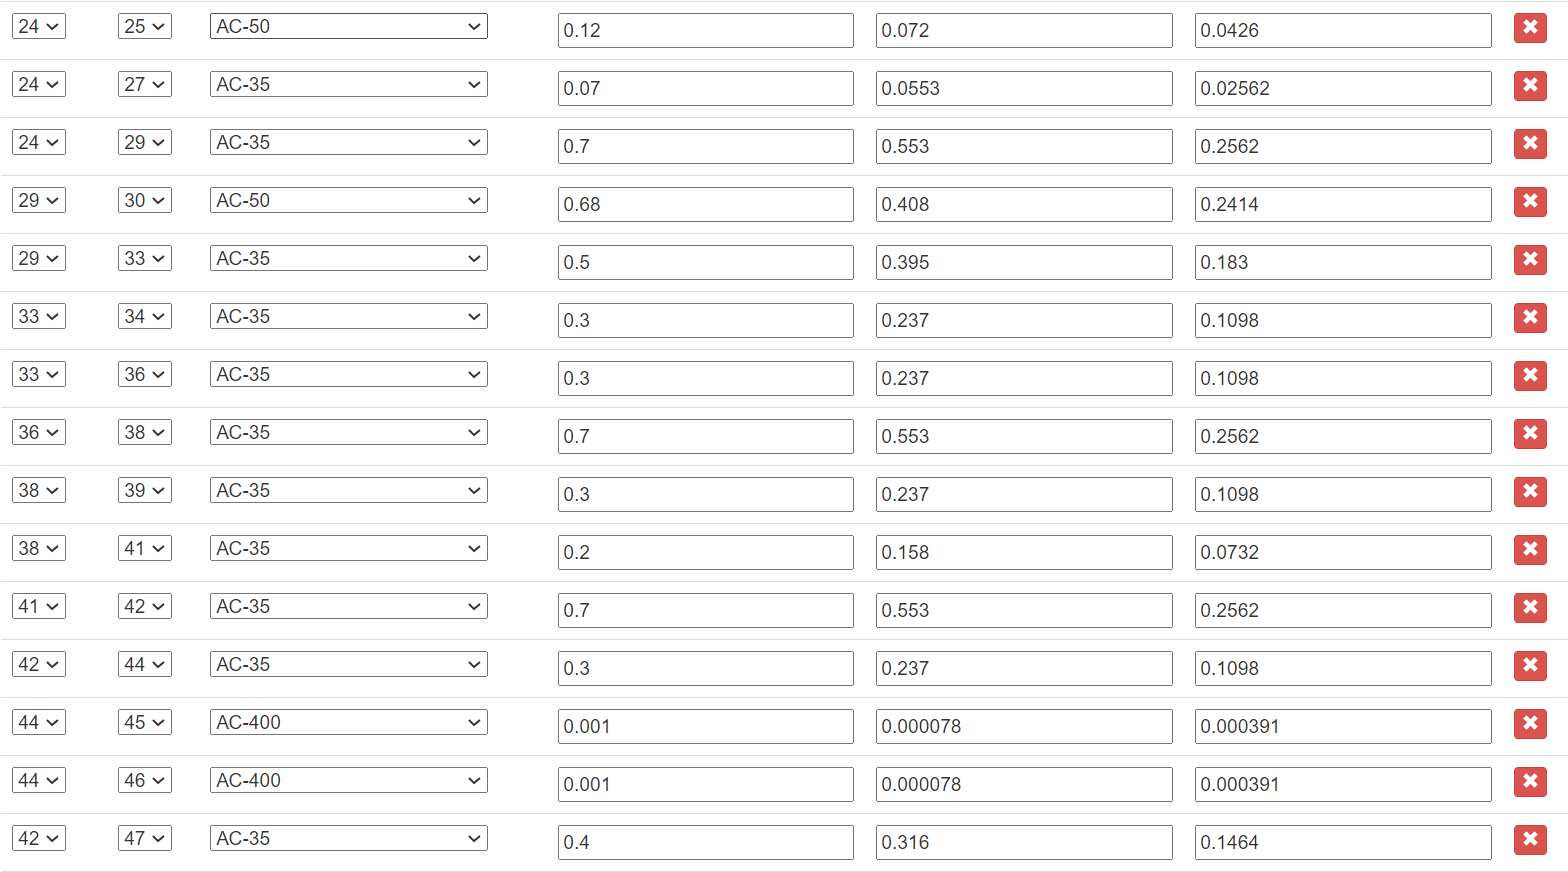 24 25 AC-50 0.12 0.072 0.0426
24 27 AC-35 0.07 0.0553 0.02562
24 29 AC-35 0.7 0.553 0.2562
29 30 AC-50 0.68 0.408 0.2414
29 33 AC-35 0.5 0.395 0.183
33 34 AC-35 0.3 0.237 0.1098
33 36 AC-35 0.3 0.237 0.1098
36 38 AC-35 0.7 0.553 0.2562
38 39 AC-35 0.3 0.237 0.1098
38 41 AC-35 0.2 0.158 0.0732
41 42 AC-35 0.7 0.553 0.2562
42 44 AC-35 0.3 0.237 0.1098
44 45 AC-400 0.001 0.000078 0.000391
44 46 AC-400 0.001 0.000078 0.000391
42 47 AC-35 0.4 0.316 0.1464